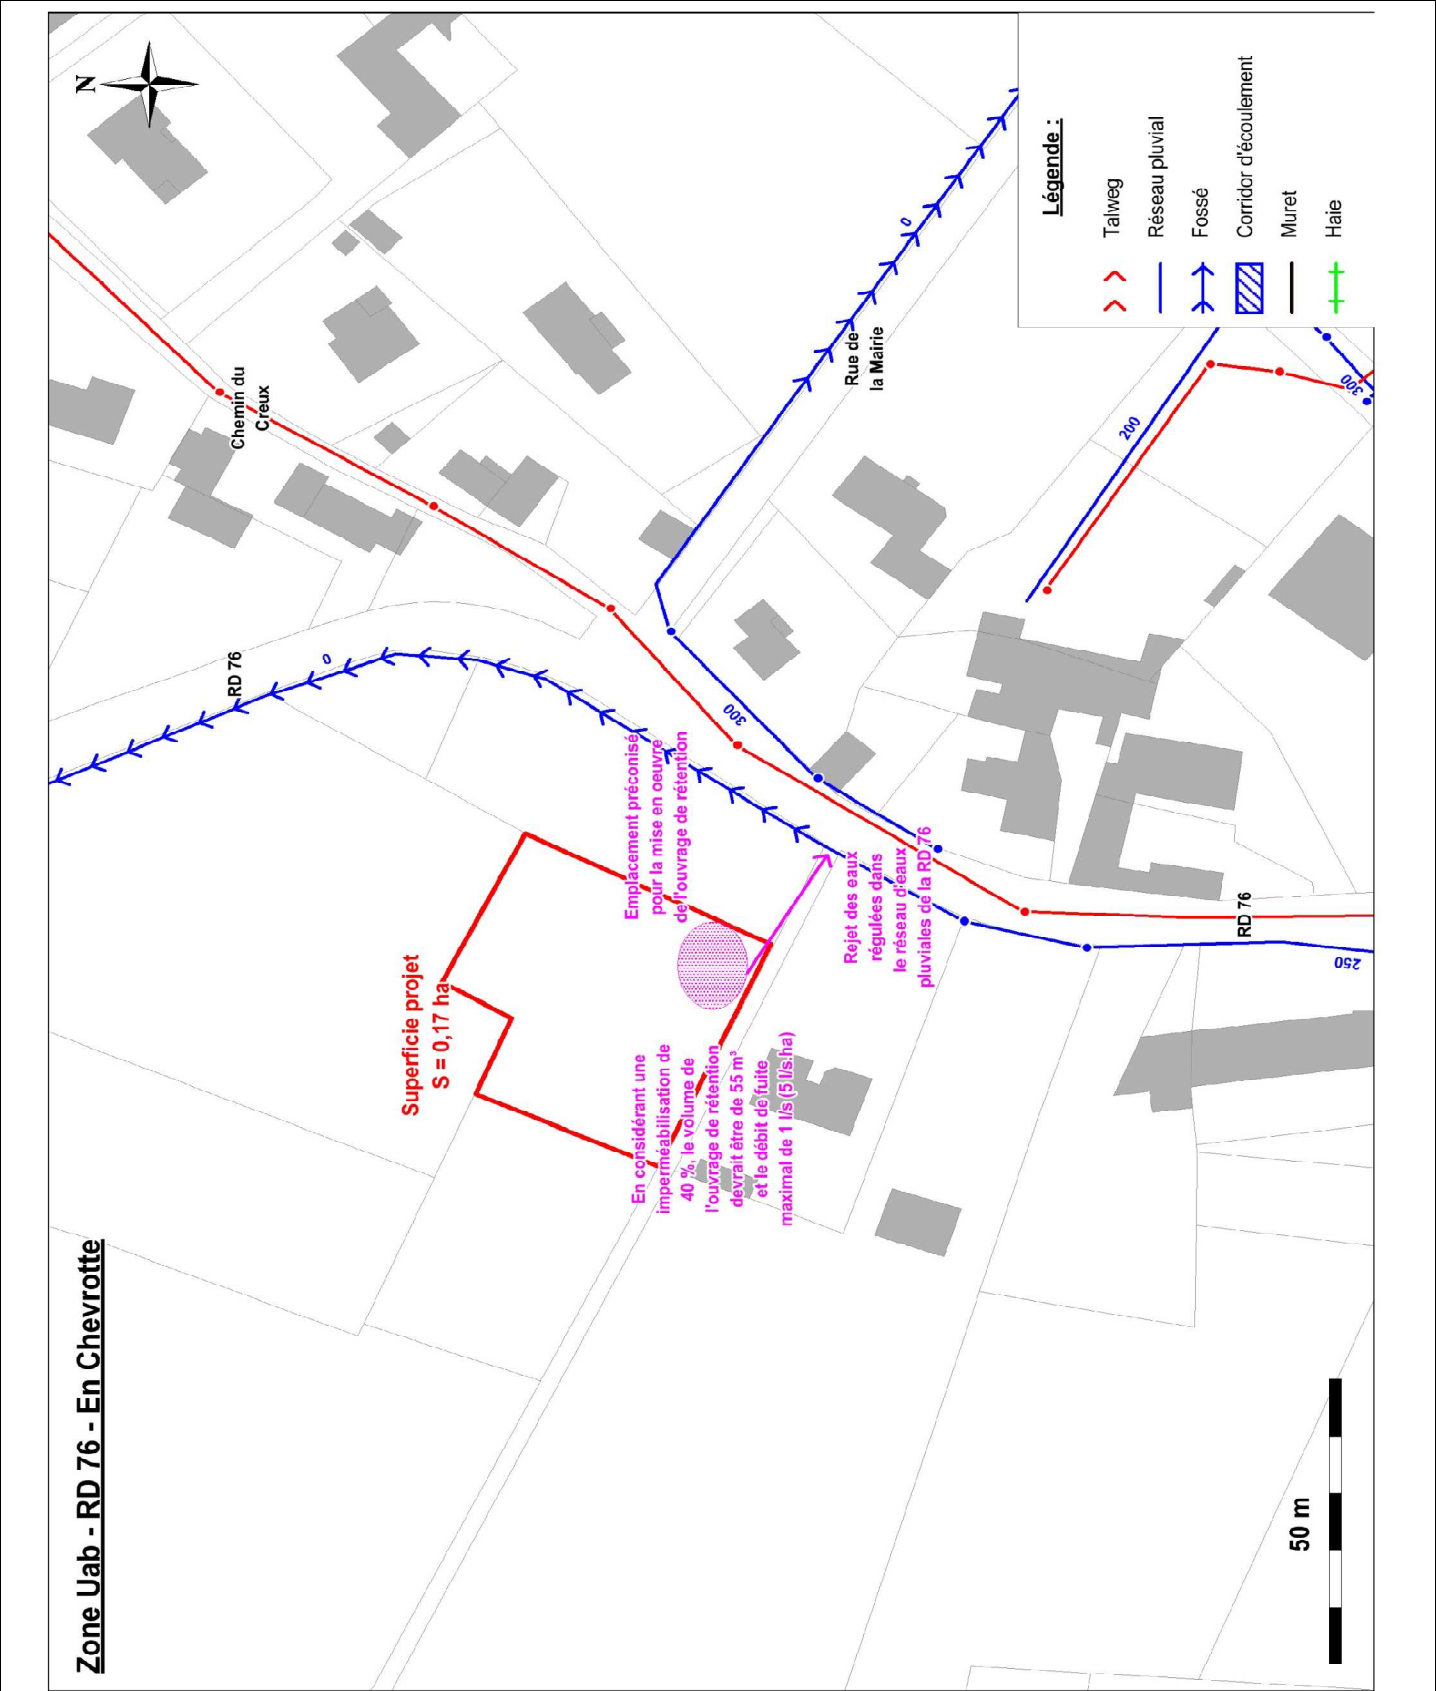 Zone Uab - RD 76 - En Chevrotte
N
Chemin du
Creux
RD 76
0
Superficie projet
S = 0,17 ha
Emplacement préconisé
pour la mise en oeuvre
de l'ouvrage de rétention
En considérant une
imperméabilisation de
40 %, le volume de
l'ouvrage de rétention
devrait être de 55 m³
et le débit de fuite
maximal de 1 l/s (5 l/s.ha)
Rejet des eaux
régulées dans
le réseau d'eaux
pluviales de la RD 76
300
Rue de
la Mairie
0
200
300
RD 76
250
50 m
Légende :
Talweg
Réseau pluvial
Fossé
Corridor d'écoulement
Muret
Haie